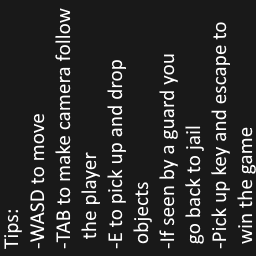 Tips:
-WASD to move
-TAB to make camera follow
the player
-E to pick up and drop
objects
-If seen by a guard you
go back to jail
-Pick up key and escape to
win the game